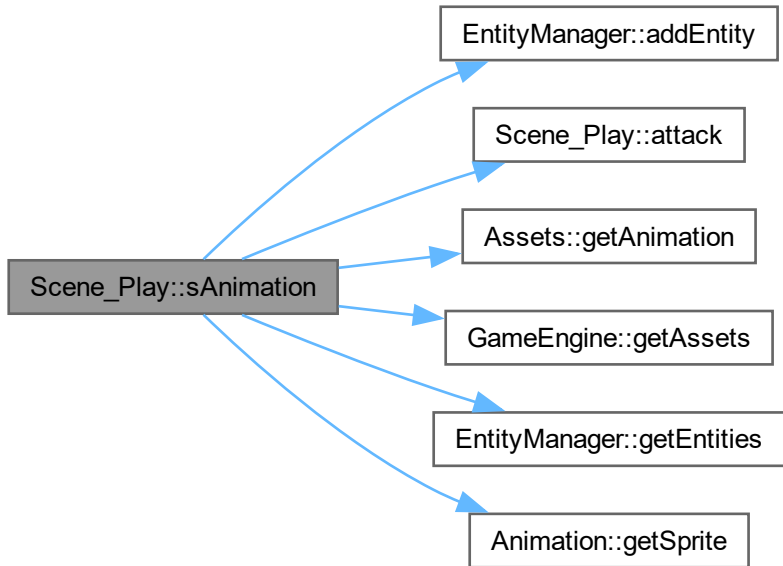 EntityManager::addEntity
Scene_Play::attack
Assets::getAnimation
Scene_Play::sAnimation
GameEngine::getAssets
EntityManager::getEntities
Animation::getSprite